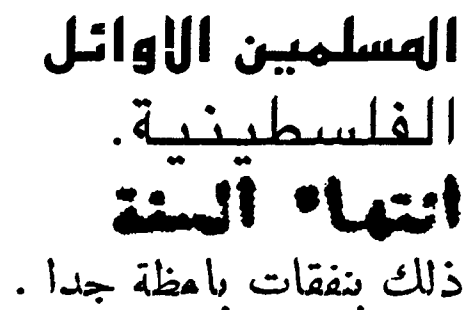 المسلمين الاوائل
الفلسطينية .
انتهاء السنة
ذلك بنفقات باهظة جدا .